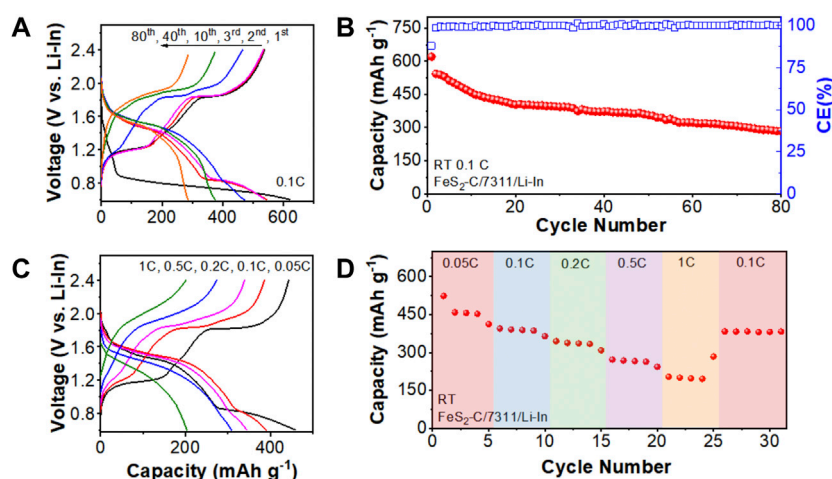 A
80th, 40th, 10th, 3rd, 2nd, 1st
Voltage (V vs. Li-In)
2.4
2.0
1.6
1.2
0.8
0.1C
0
200
400
600
B
Capacity (mAh g-1)
750
600
450
300
150
0
100
75
50
25
0
CE(%)
RT 0.1 C
FeS2-C/7311/Li-In
0
20
40
60
80
Cycle Number
C
1C, 0.5C, 0.2C, 0.1C, 0.05C
Voltage (V vs. Li-In)
2.4
2.0
1.6
1.2
0.8
0
100
200
300
400
500
Capacity (mAh g-1)
D
0.05C
0.1C
0.2C
0.5C
1C
0.1C
Capacity (mAh g-1)
600
450
300
150
0
RT
FeS2-C/7311/Li-In
0
5
10
15
20
25
30
Cycle Number